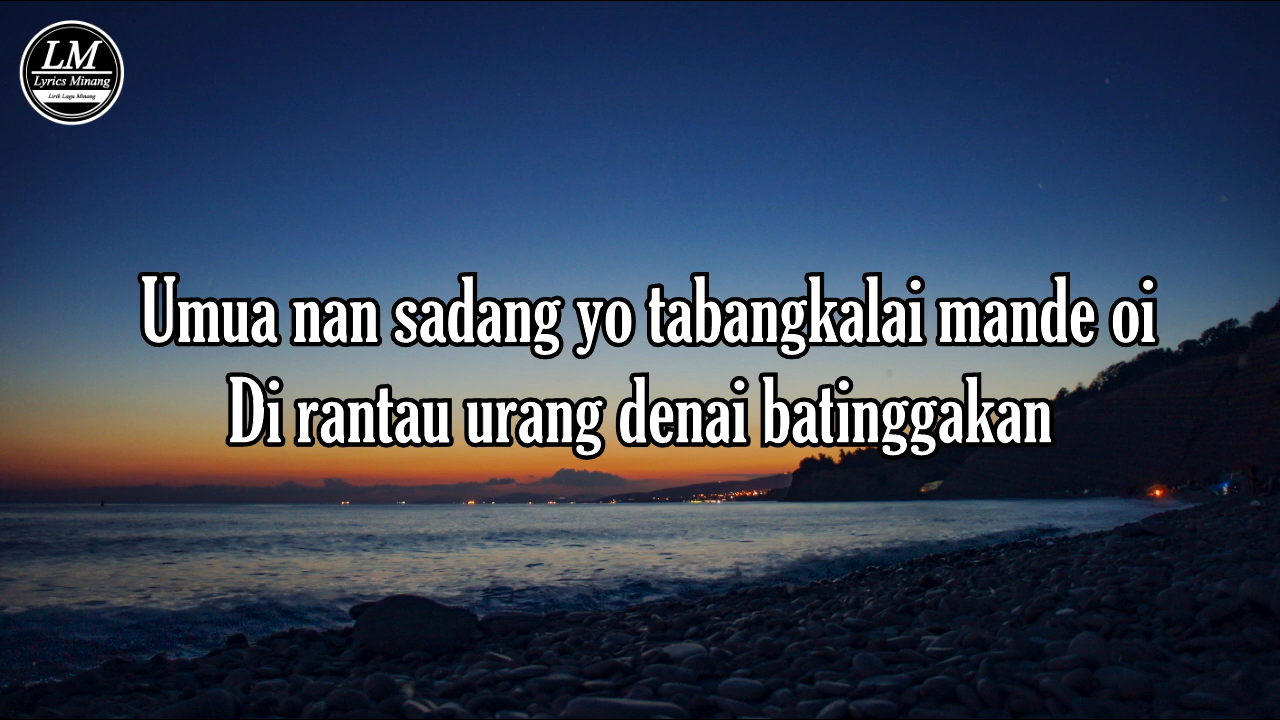 LM
Lyrics Minang
Lirik Lagu Minang
Umua nan sadang yo tabangkalai mande oi
Di rantau urang denai batinggakan